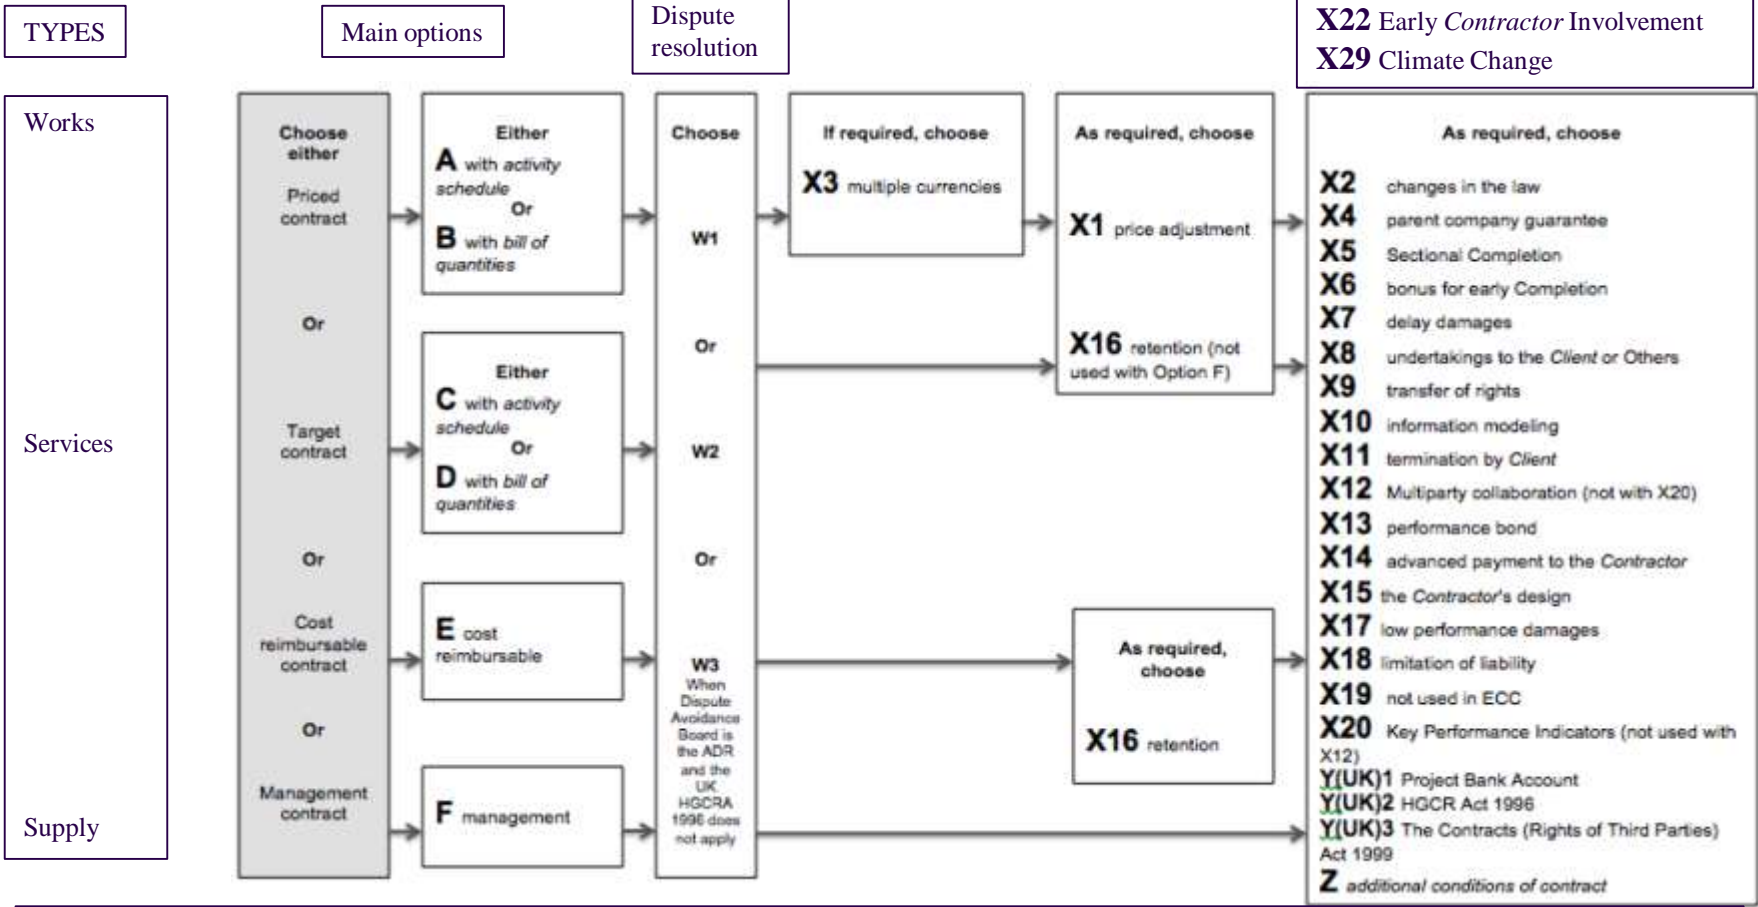 TYPES
Main options
Dispute
resolution
X22 Early Contractor Involvement
X29 Climate Change
Works
Services
Supply
Choose
either
Priced
contract
Or
Target
contract
Or
Cost
reimbursable
contract
Or
Management
contract
Either
A with activity
schedule
Or
B with bill of
quantities
Either
C with activity
schedule
Or
D with bill of
quantities
E cost
reimbursable
F management
Choose
W1
Or
W2
Or
W3
When
Dispute
Avoidance
Board is
the ADR
and the
UK
HGCRA
1996 does
not apply
If required, choose
X3 multiple currencies
As required, choose
X1 price adjustment
X16 retention (not
used with Option F)
As required,
choose
X16 retention
As required, choose
X2 changes in the law
X4 parent company guarantee
X5 Sectional Completion
X6 bonus for early Completion
X7 delay damages
X8 undertakings to the Client or Others
X9 transfer of rights
X10 information modeling
X11 termination by Client
X12 Multiparty collaboration (not with X20)
X13 performance bond
X14 advanced payment to the Contractor
X15 the Contractor's design
X17 low performance damages
X18 limitation of liability
X19 not used in ECC
X20 Key Performance Indicators (not used with
X12)
Y(UK)1 Project Bank Account
Y(UK)2 HGCR Act 1996
Y(UK)3 The Contracts (Rights of Third Parties)
Act 1999
Z additional conditions of contract